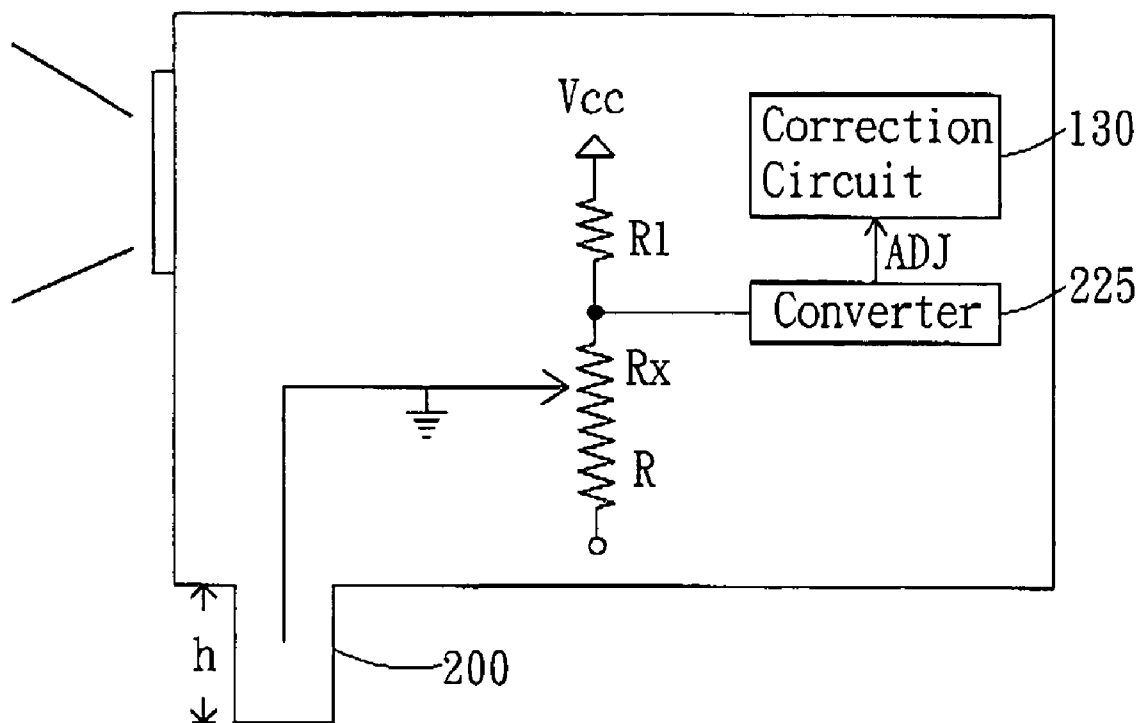 Vcc
Correction
Circuit
130
R1
ADJ
225
Converter
Rx
R
h
200